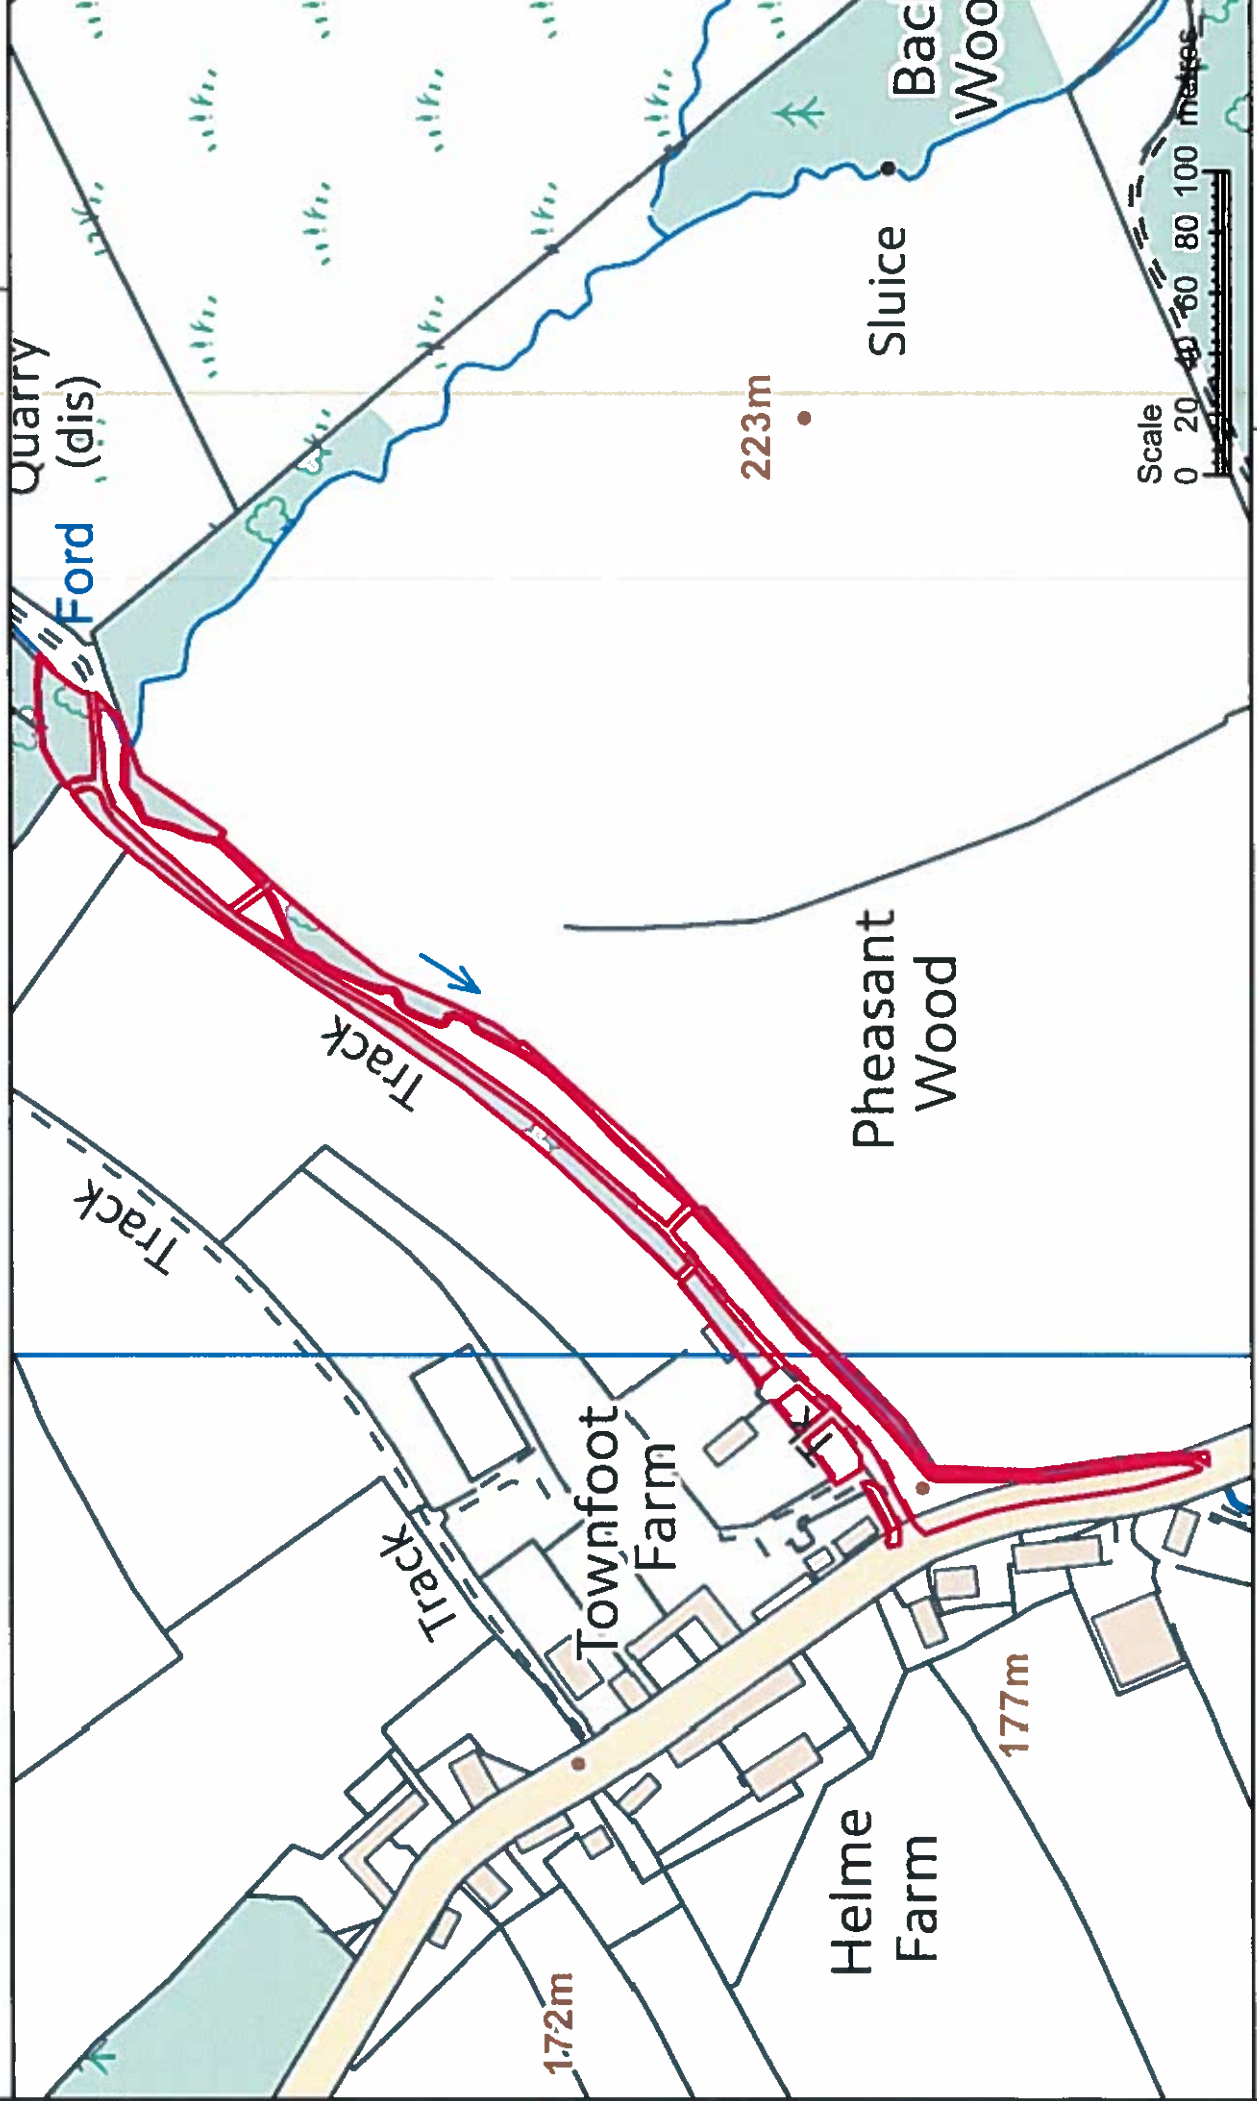 Quarry
(dis)
Ford
Bac
Woo
Sluice
223m
Scale
0 20 40 60 80 100 metres
Track
Track
Track
Pheasant
Wood
Tk
Townfoot
Farm
Helme
Farm
177m
172m